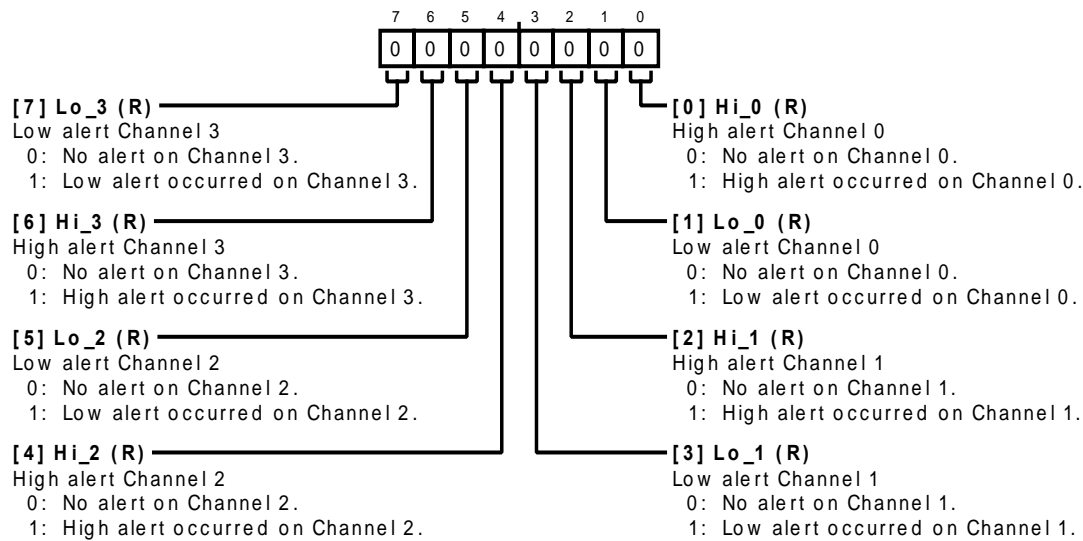 7 6 5 4 3 2 1 0
0 0 0 0 0 0 0 0
[7] Lo_3 (R)
Low alert Channel 3
0: No alert on Channel 3.
1: Low alert occurred on Channel 3.
[6] Hi_3 (R)
High alert Channel 3
0: No alert on Channel 3.
1: High alert occurred on Channel 3.
[5] Lo_2 (R)
Low alert Channel 2
0: No alert on Channel 2.
1: Low alert occurred on Channel 2.
[4] Hi_2 (R)
High alert Channel 2
0: No alert on Channel 2.
1: High alert occurred on Channel 2.
[0] Hi_0 (R)
High alert Channel 0
0: No alert on Channel 0.
1: High alert occurred on Channel 0.
[1] Lo_0 (R)
Low alert Channel 0
0: No alert on Channel 0.
1: Low alert occurred on Channel 0.
[2] Hi_1 (R)
High alert Channel 1
0: No alert on Channel 1.
1: High alert occurred on Channel 1.
[3] Lo_1 (R)
Low alert Channel 1
0: No alert on Channel 1.
1: Low alert occurred on Channel 1.